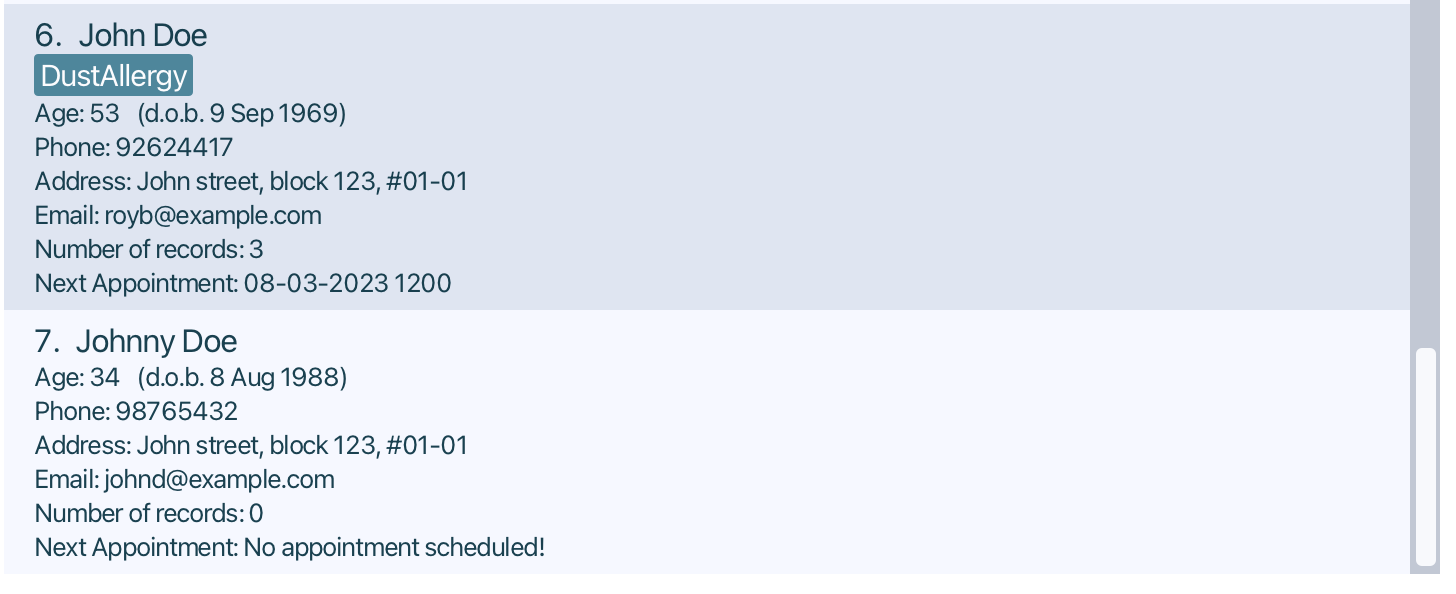 6. John Doe
DustAllergy
Age: 53 (d.o.b. 9 Sep 1969)
Phone: 92624417
Address: John street, block 123, #01-01
Email: royb@example.com
Number of records: 3
Next Appointment: 08-03-2023 1200
7. Johnny Doe
Age: 34 (d.o.b. 8 Aug 1988)
Phone: 98765432
Address: John street, block 123, #01-01
Email: johnd@example.com
Number of records: 0
Next Appointment: No appointment scheduled!